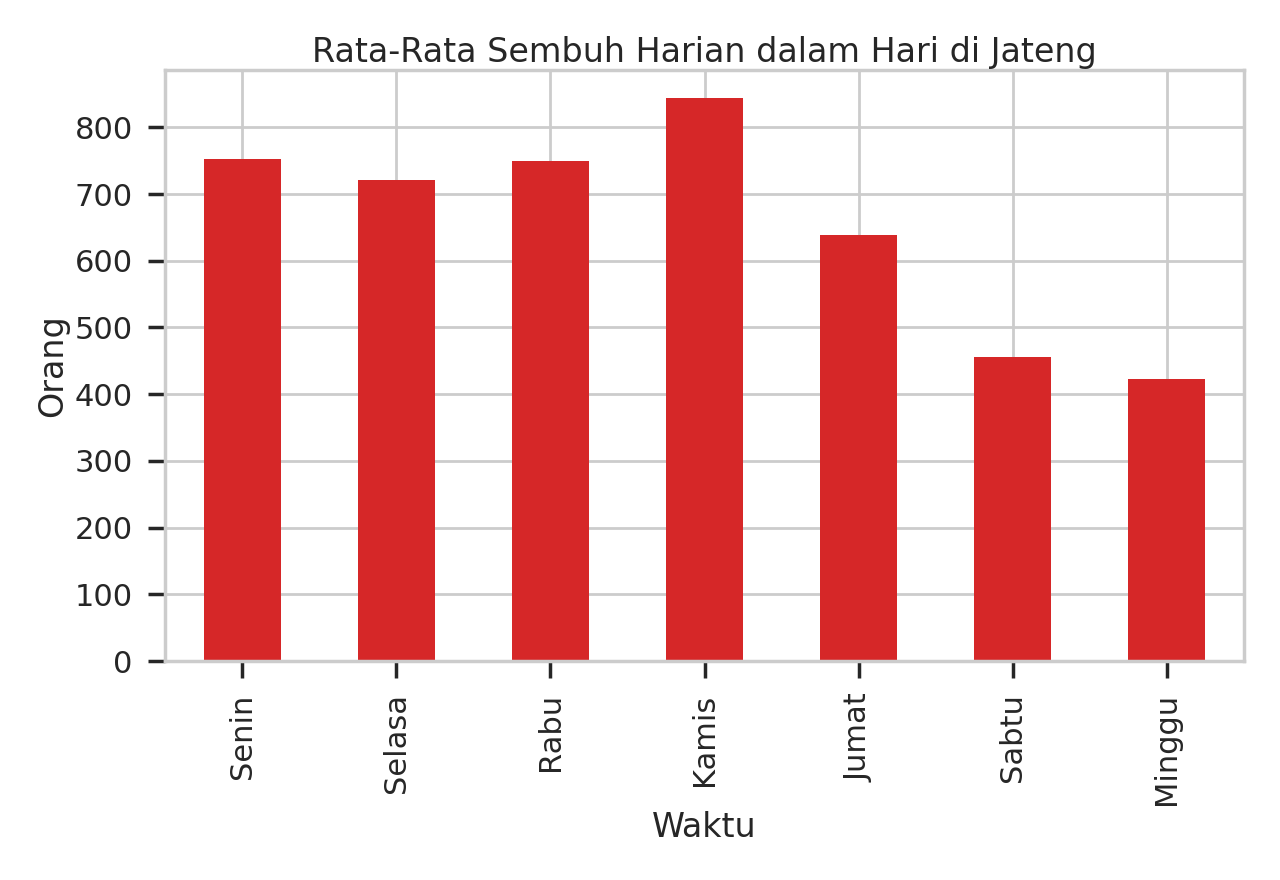 Rata-Rata Sembuh Harian dalam Hari di Jateng
Orang
800
700
600
500
400
300
200
100
0
Senin
Selasa
Rabu
Kamis
Jumat
Sabtu
Minggu
Waktu